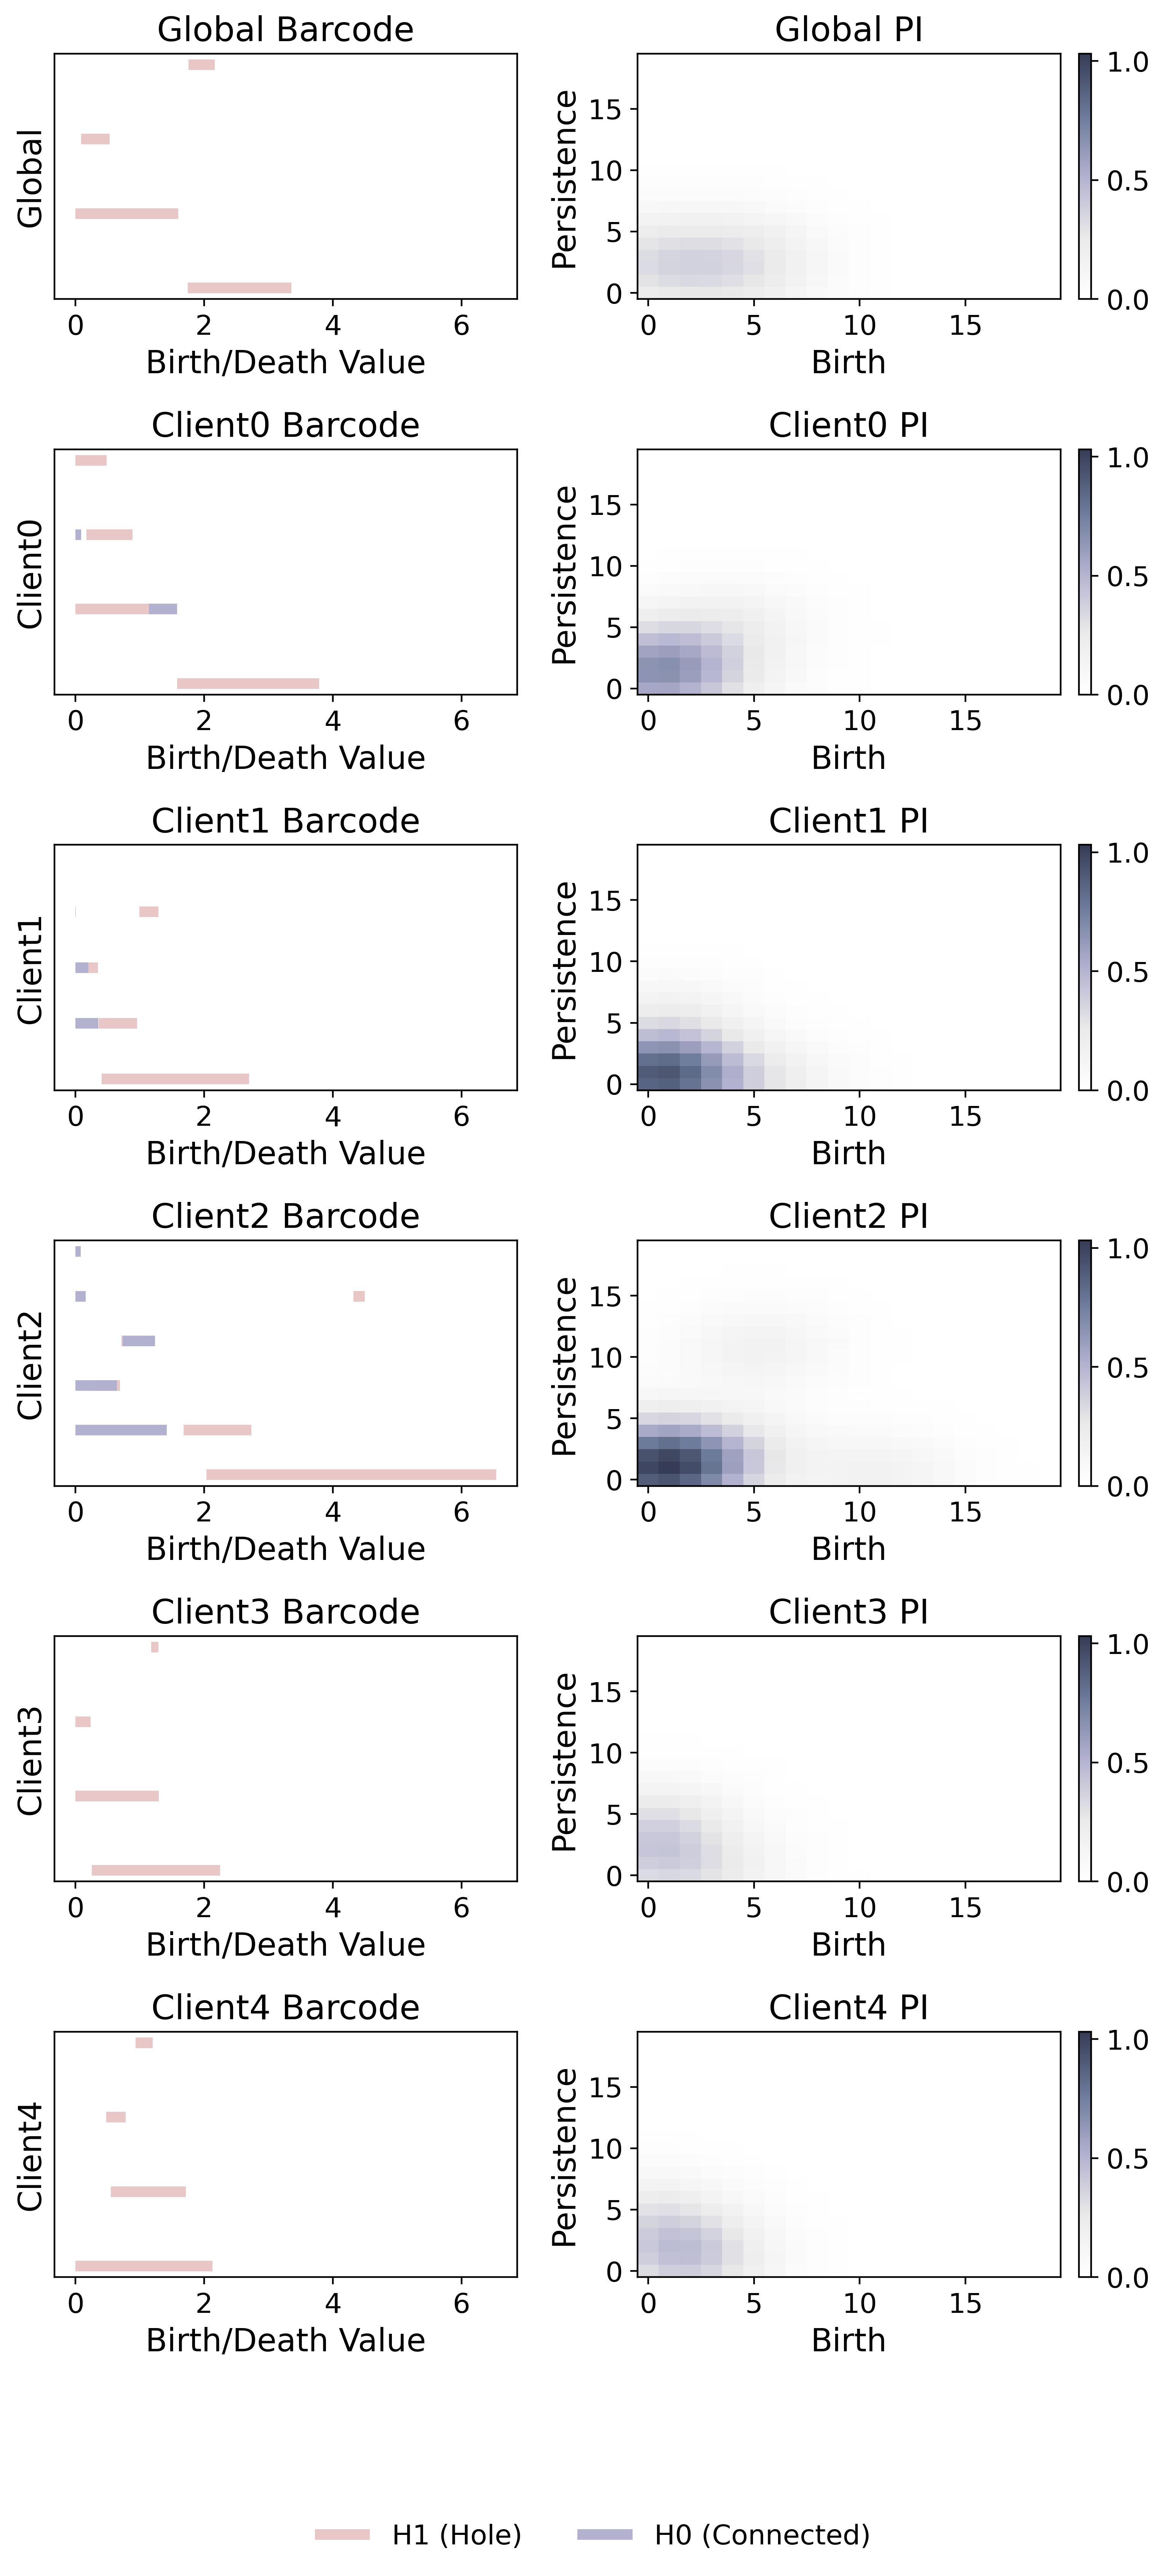 Global Barcode
Global
0 2 4 6
Birth/Death Value
Global PI
Persistence
15
10
5
0
0 5 10 15
Birth
1.0
0.5
0.0
Client0 Barcode
Client0
0 2 4 6
Birth/Death Value
Client0 PI
Persistence
15
10
5
0
0 5 10 15
Birth
1.0
0.5
0.0
Client1 Barcode
Client1
0 2 4 6
Birth/Death Value
Client1 PI
Persistence
15
10
5
0
0 5 10 15
Birth
1.0
0.5
0.0
Client2 Barcode
Client2
0 2 4 6
Birth/Death Value
Client2 PI
Persistence
15
10
5
0
0 5 10 15
Birth
1.0
0.5
0.0
Client3 Barcode
Client3
0 2 4 6
Birth/Death Value
Client3 PI
Persistence
15
10
5
0
0 5 10 15
Birth
1.0
0.5
0.0
Client4 Barcode
Client4
0 2 4 6
Birth/Death Value
Client4 PI
Persistence
15
10
5
0
0 5 10 15
Birth
1.0
0.5
0.0
H1 (Hole)
H0 (Connected)